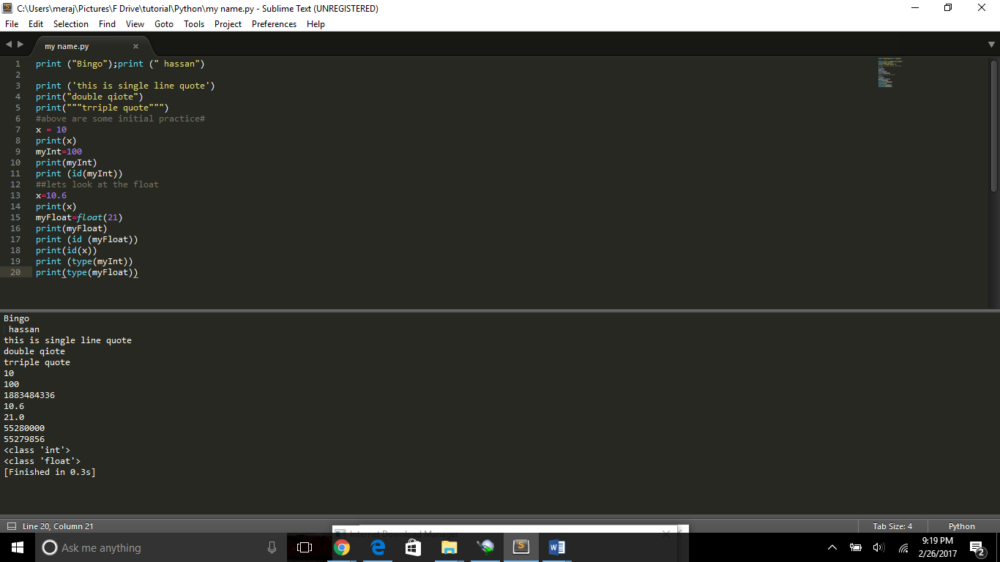 C:\Users\meraj\Pictures\F Drive\tutorial\Python\my name.py - Sublime Text (UNREGISTERED)
File Edit Selection Find View Goto Tools Project Preferences Help
my name.py
1 print ("Bingo");print (" hassan")
2
3 print ('this is single line quote')
4 print("double qiote")
5 print("""trriple quote""")
6 #above are some initial practice#
7 x = 10
8 print(x)
9 myInt=100
10 print(myInt)
11 print (id(myInt))
12 ##lets look at the float
13 x=10.6
14 print(x)
15 myFloat=float(21)
16 print(myFloat)
17 print (id (myFloat))
18 print(id(x))
19 print (type(myInt))
20 print(type(myFloat))
Bingo
 hassan
this is single line quote
double qiote
trriple quote
10
100
1883484336
10.6
21.0
55280000
55279856
<class 'int'>
<class 'float'>
[Finished in 0.3s]
Line 20, Column 21
Tab Size: 4
Python
Internet Download Manager
Ask me anything
9:19 PM
2/26/2017
2